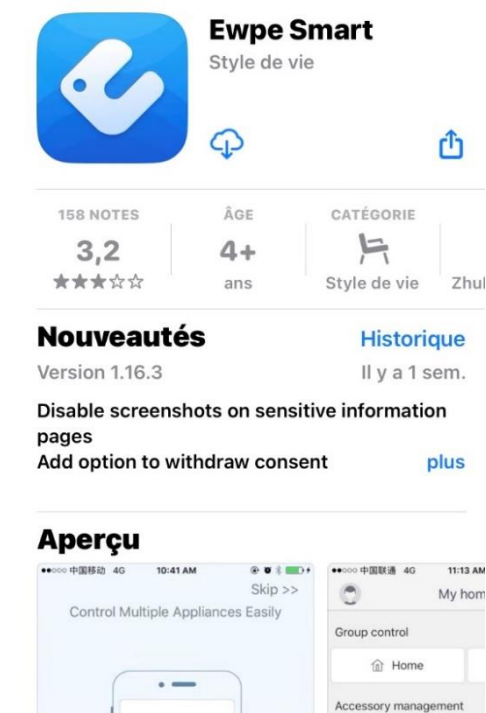 Ewpe Smart
Style de vie
158 NOTES
3,2
ÂGE
4+
ans
CATÉGORIE
Style de vie
Nouveautés
Historique
Version 1.16.3
Il y a 1 sem.
Disable screenshots on sensitive information
pages
Add option to withdraw consent
plus
Aperçu
中国移动 4G 10:41 AM
Skip >>
Control Multiple Appliances Easily
中国联通 4G 11:13 AM
My hom
Group control
Home
Accessory management